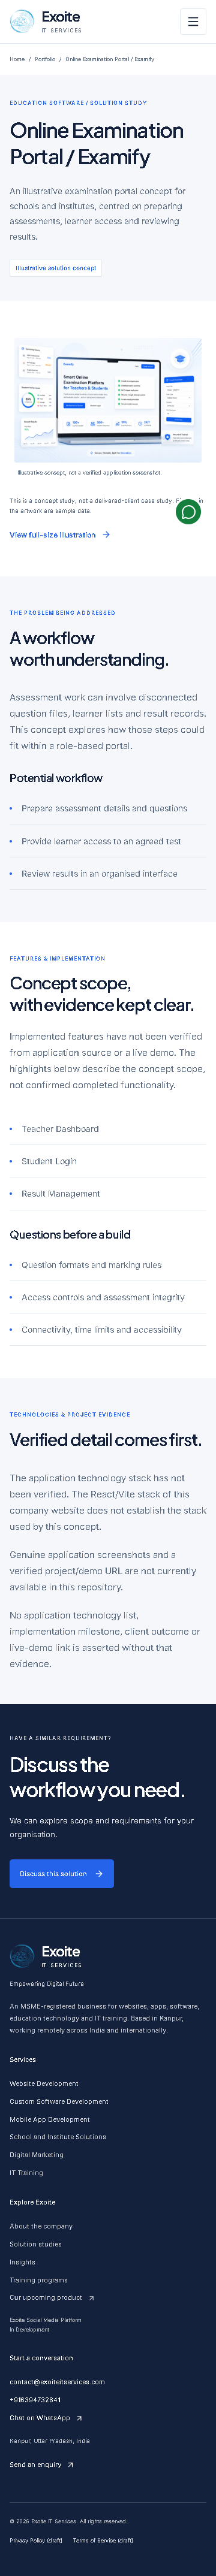 Exoite
IT SERVICES
Home / Portfolio / Online Examination Portal / Examify
EDUCATION SOFTWARE / SOLUTION STUDY
Online Examination
Portal / Examify
An illustrative examination portal concept for
schools and institutes, centred on preparing
assessments, learner access and reviewing
results.
Illustrative solution concept
Smart Online
Examination Platform
for Teachers & Students
Illustrative concept, not a verified application screenshot.
This is a concept study, not a delivered-client case study.
in
the artwork are sample data.
View full-size illustration
THE PROBLEM BEING ADDRESSED
A workflow
worth understanding.
Assessment work can involve disconnected
question files, learner lists and result records.
This concept explores how those steps could
fit within a role-based portal.
Potential workflow
• Prepare assessment details and questions
• Provide learner access to an agreed test
• Review results in an organised interface
FEATURES & IMPLEMENTATION
Concept scope,
with evidence kept clear.
Implemented features have not been verified
from application source or a live demo. The
highlights below describe the concept scope,
not confirmed completed functionality.
• Teacher Dashboard
• Student Login
• Result Management
Questions before a build
• Question formats and marking rules
• Access controls and assessment integrity
• Connectivity, time limits and accessibility
TECHNOLOGIES & PROJECT EVIDENCE
Verified detail comes first.
The application technology stack has not
been verified. The React/Vite stack of this
company website does not establish the stack
used by this concept.
Genuine application screenshots and a
verified project/demo URL are not currently
available in this repository.
No application technology list,
implementation milestone, client outcome or
live-demo link is asserted without that
evidence.
HAVE A SIMILAR REQUIREMENT?
Discuss the
workflow you need.
We can explore scope and requirements for your
organisation.
Discuss this solution
Exoite
IT SERVICES
Empowering Digital Future
An MSME-registered business for websites, apps, software,
education technology and IT training. Based in Kanpur,
working remotely across India and internationally.
Services
Website Development
Custom Software Development
Mobile App Development
School and Institute Solutions
Digital Marketing
IT Training
Explore Exoite
About the company
Solution studies
Insights
Training programs
Our upcoming product
Exoite Social Media Platform
In Development
Start a conversation
contact@exoiteitservices.com
+916394732841
Chat on WhatsApp
Kanpur, Uttar Pradesh, India
Send an enquiry
© 2026 Exoite IT Services. All rights reserved.
Privacy Policy (draft) Terms of Service (draft)